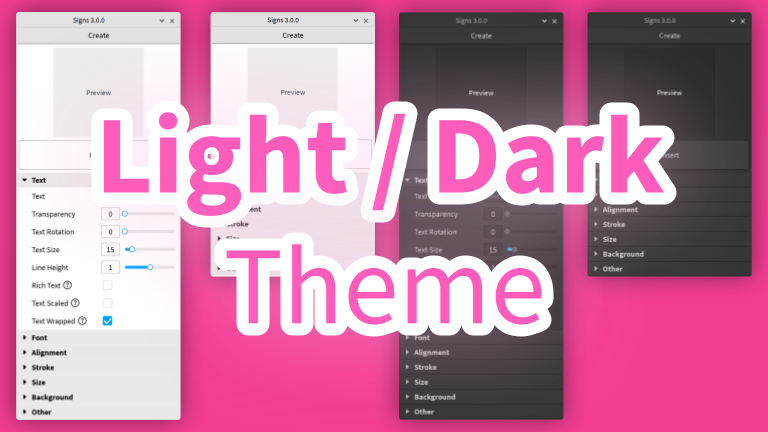 Signs 3.0.0
Create
Preview
Text
Text
Transparency
0
Text Rotation
0
Text Size
15
Line Height
1
Rich Text ?
Text Scaled ?
Text Wrapped ?
Font
Alignment
Stroke
Size
Background
Other
Signs 3.0.0
Create
Preview
Stroke
Signs 3.0.0
Create
Preview
Text
Text
Transparency
0
Text Rotation
0
Text Size
15
Font
Alignment
Stroke
Size
Background
Other
Signs 3.0.0
Create
Preview
Alignment
Stroke
Size
Background
Other
Light / Dark
Theme